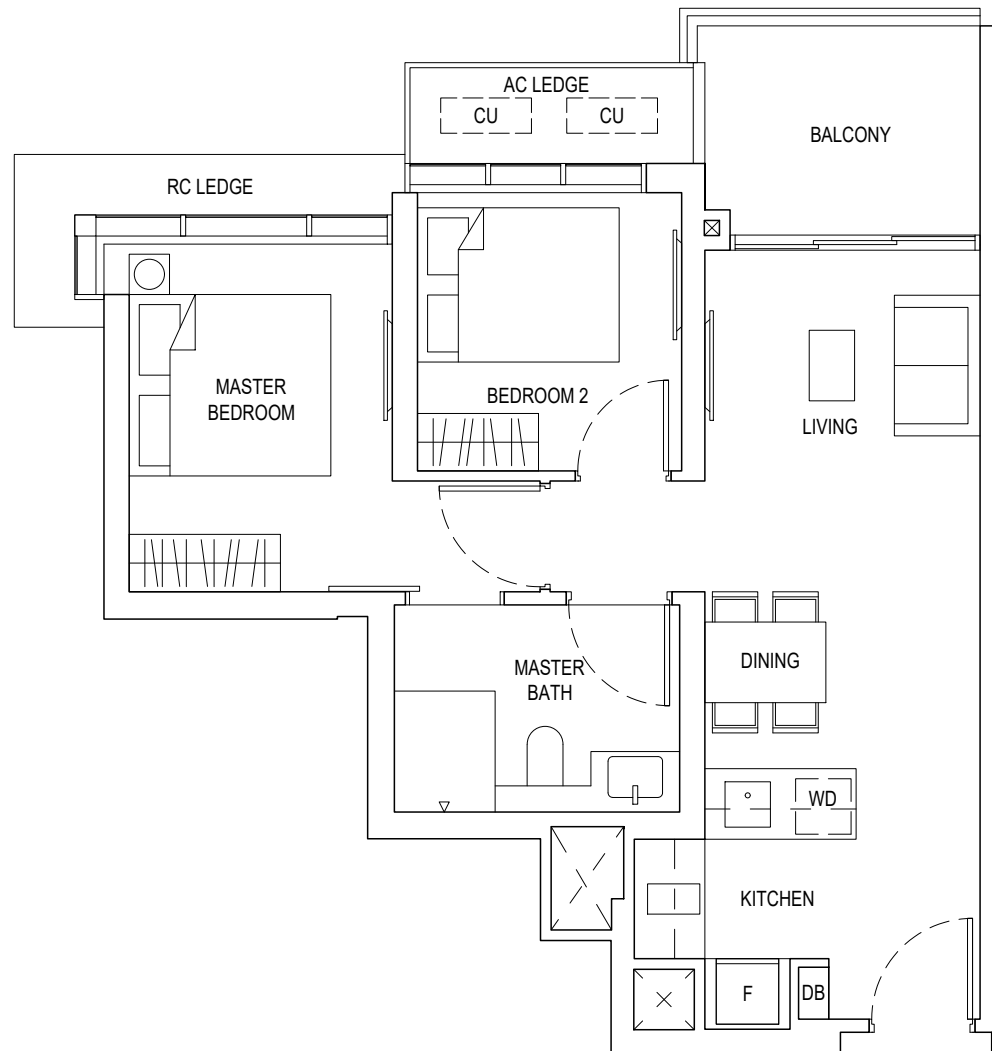 AC LEDGE
CU
CU
BALCONY
RC LEDGE
MASTER
BEDROOM
BEDROOM 2
LIVING
MASTER
BATH
DINING
WD
KITCHEN
F
DB